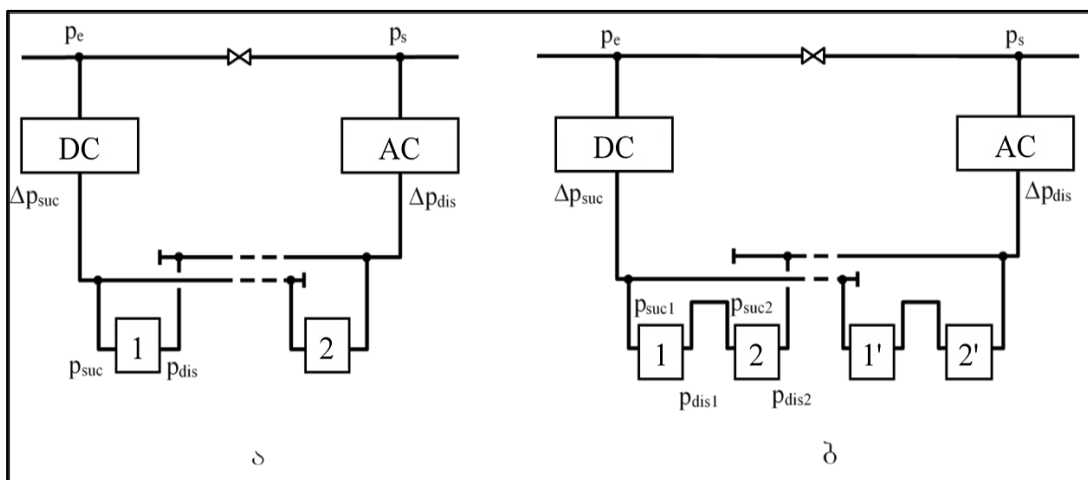 pe ps
DC AC
Δpsuc Δpdis
1 2
psuc pdis
ა
pe ps
DC AC
Δpsuc Δpdis
psuc1 psuc2
1 2 1' 2'
pdis1 pdis2
ბ